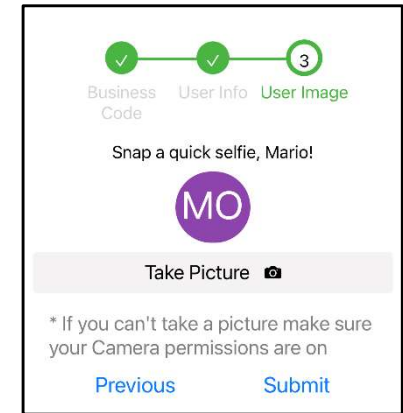 3
Business Code
User Info
User Image
Snap a quick selfie, Mario!
MO
Take Picture
* If you can't take a picture make sure
your Camera permissions are on
Previous
Submit